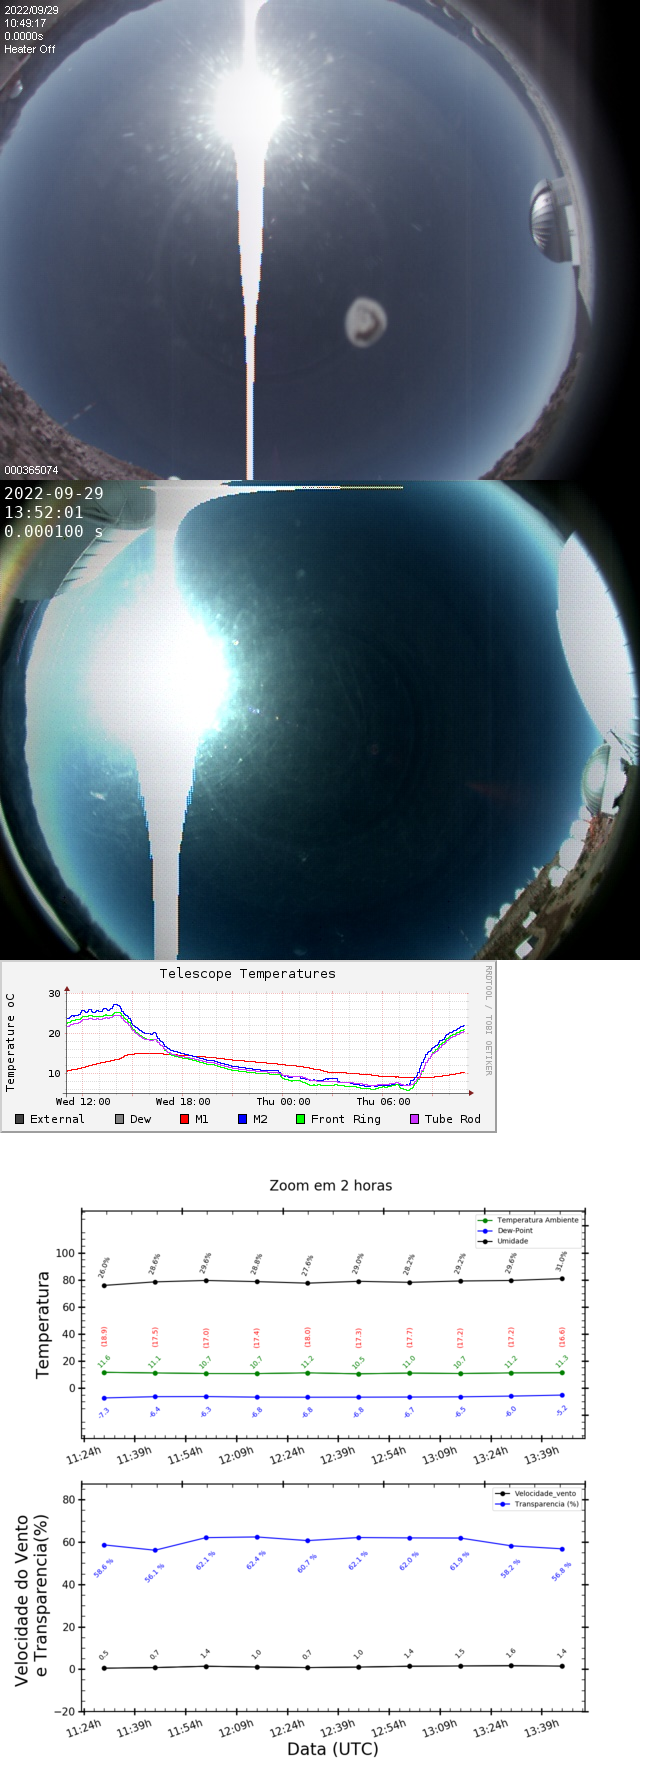 2022/09/29
10:49:17
0.0000s
Heater Off
000365074
2022-09-29
13:52:01
0.000100 s
Telescope Temperatures
RRDTOOL / TOBI OETIKER
Temperature oC
30
20
10
Wed 12:00 Wed 18:00 Thu 00:00 Thu 06:00
External Dew M1 M2 Front Ring Tube Rod
Zoom em 2 horas
Temperatura Ambiente
Dew-Point
Umidade
Temperatura
100
80
60
40
20
0
26.0% 28.6% 29.6% 28.8% 27.6% 29.0% 28.2% 29.2% 29.6% 31.0%
(18.9) (17.5) (17.0) (17.4) (18.0) (17.3) (17.7) (17.2) (17.2) (16.6)
11.6 11.1 10.7 10.7 11.2 10.5 11.0 10.7 11.2 11.3
-7.3 -6.4 -6.3 -6.8 -6.8 -6.8 -6.7 -6.5 -6.0 -5.2
11:24h 11:39h 11:54h 12:09h 12:24h 12:39h 12:54h 13:09h 13:24h 13:39h
Velocidade_vento
Transparencia (%)
Velocidade do Vento
e Transparencia(%)
80
60
40
20
0
−20
58.6 % 56.1 % 62.1 % 62.4 % 60.7 % 62.1 % 62.0 % 61.9 % 58.2 % 56.8 %
0.5 0.7 1.4 1.0 0.7 1.0 1.4 1.5 1.6 1.4
11:24h 11:39h 11:54h 12:09h 12:24h 12:39h 12:54h 13:09h 13:24h 13:39h
Data (UTC)